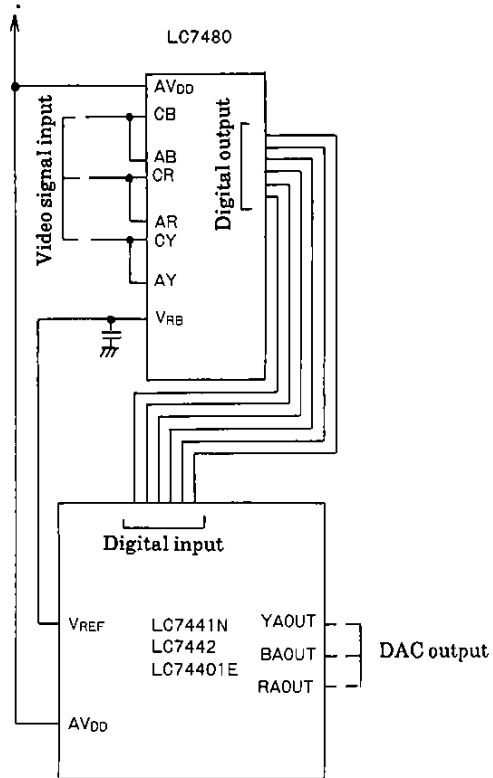 LC7480
AVDD
CB
AB
CR
AR
CY
AY
VRB
Video signal input
Digital output
Digital input
VREF
LC7441N
LC7442
LC74401E
YAOUT
BAOUT
RAOUT
DAC output
AVDD